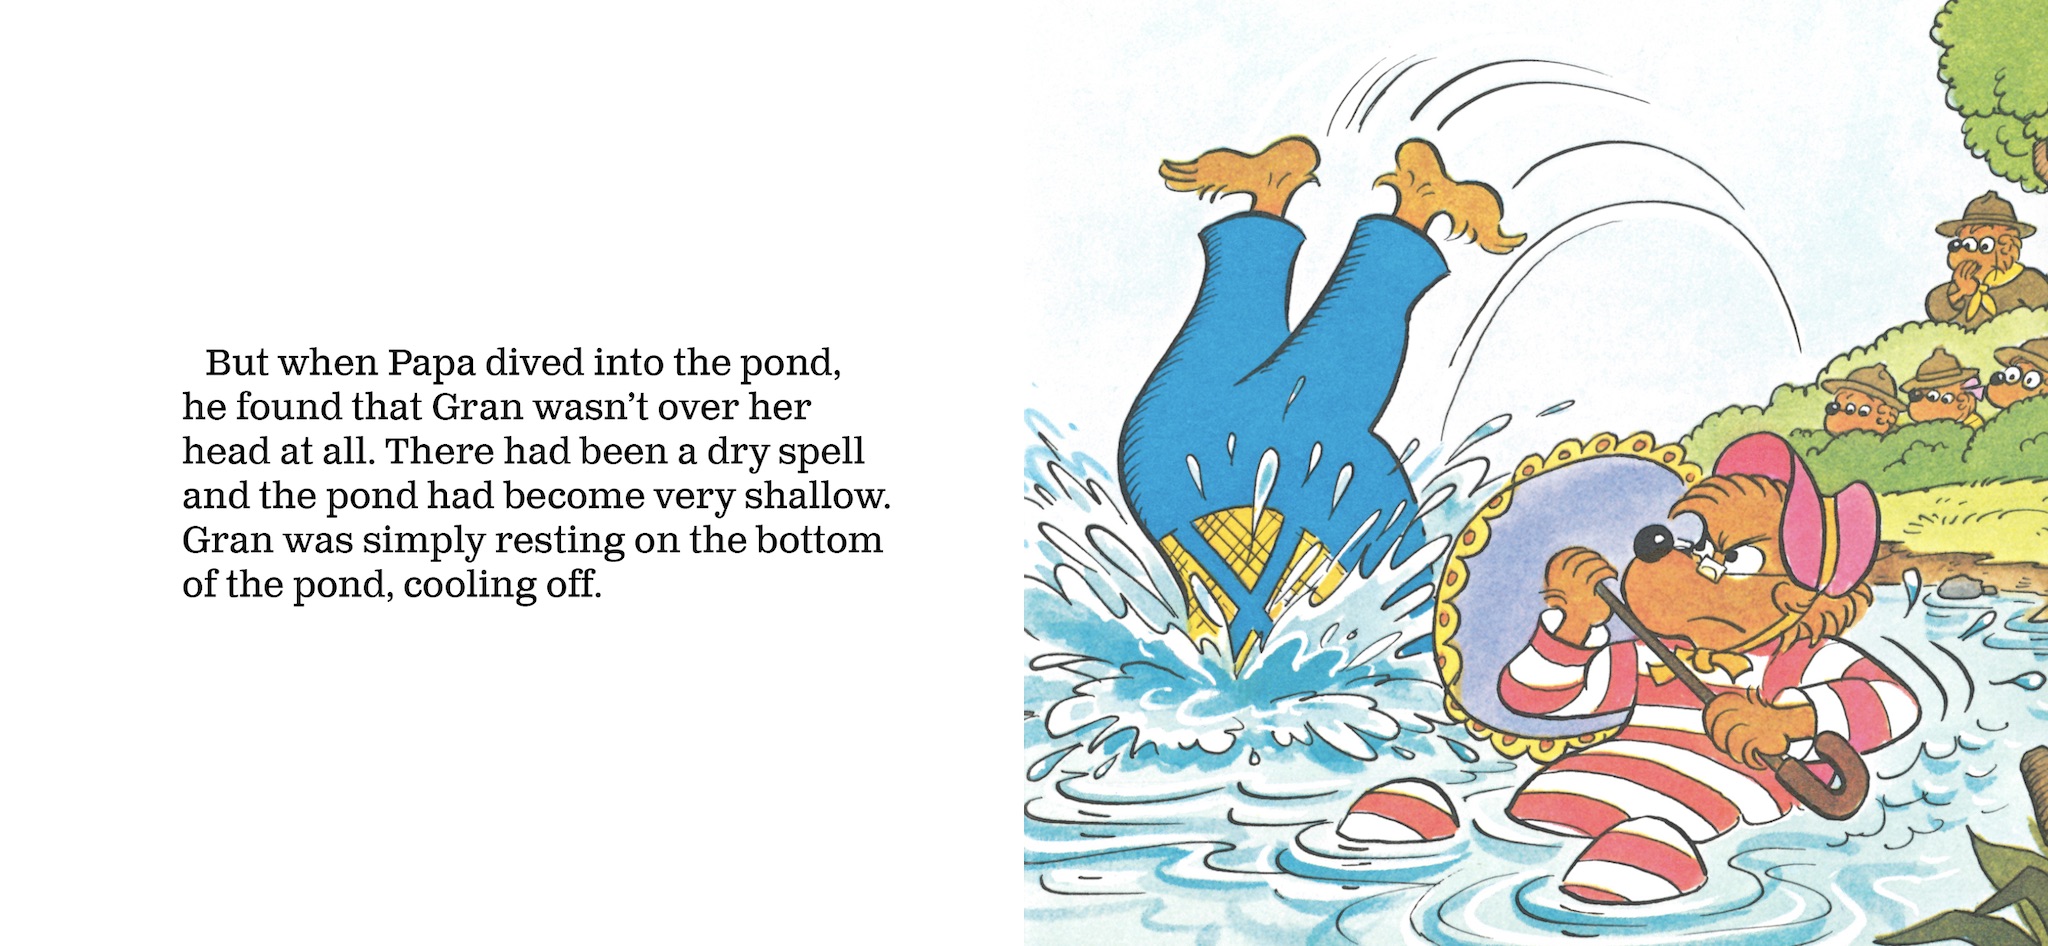 But when Papa dived into the pond,
he found that Gran wasn’t over her
head at all. There had been a dry spell
and the pond had become very shallow.
Gran was simply resting on the bottom
of the pond, cooling off.